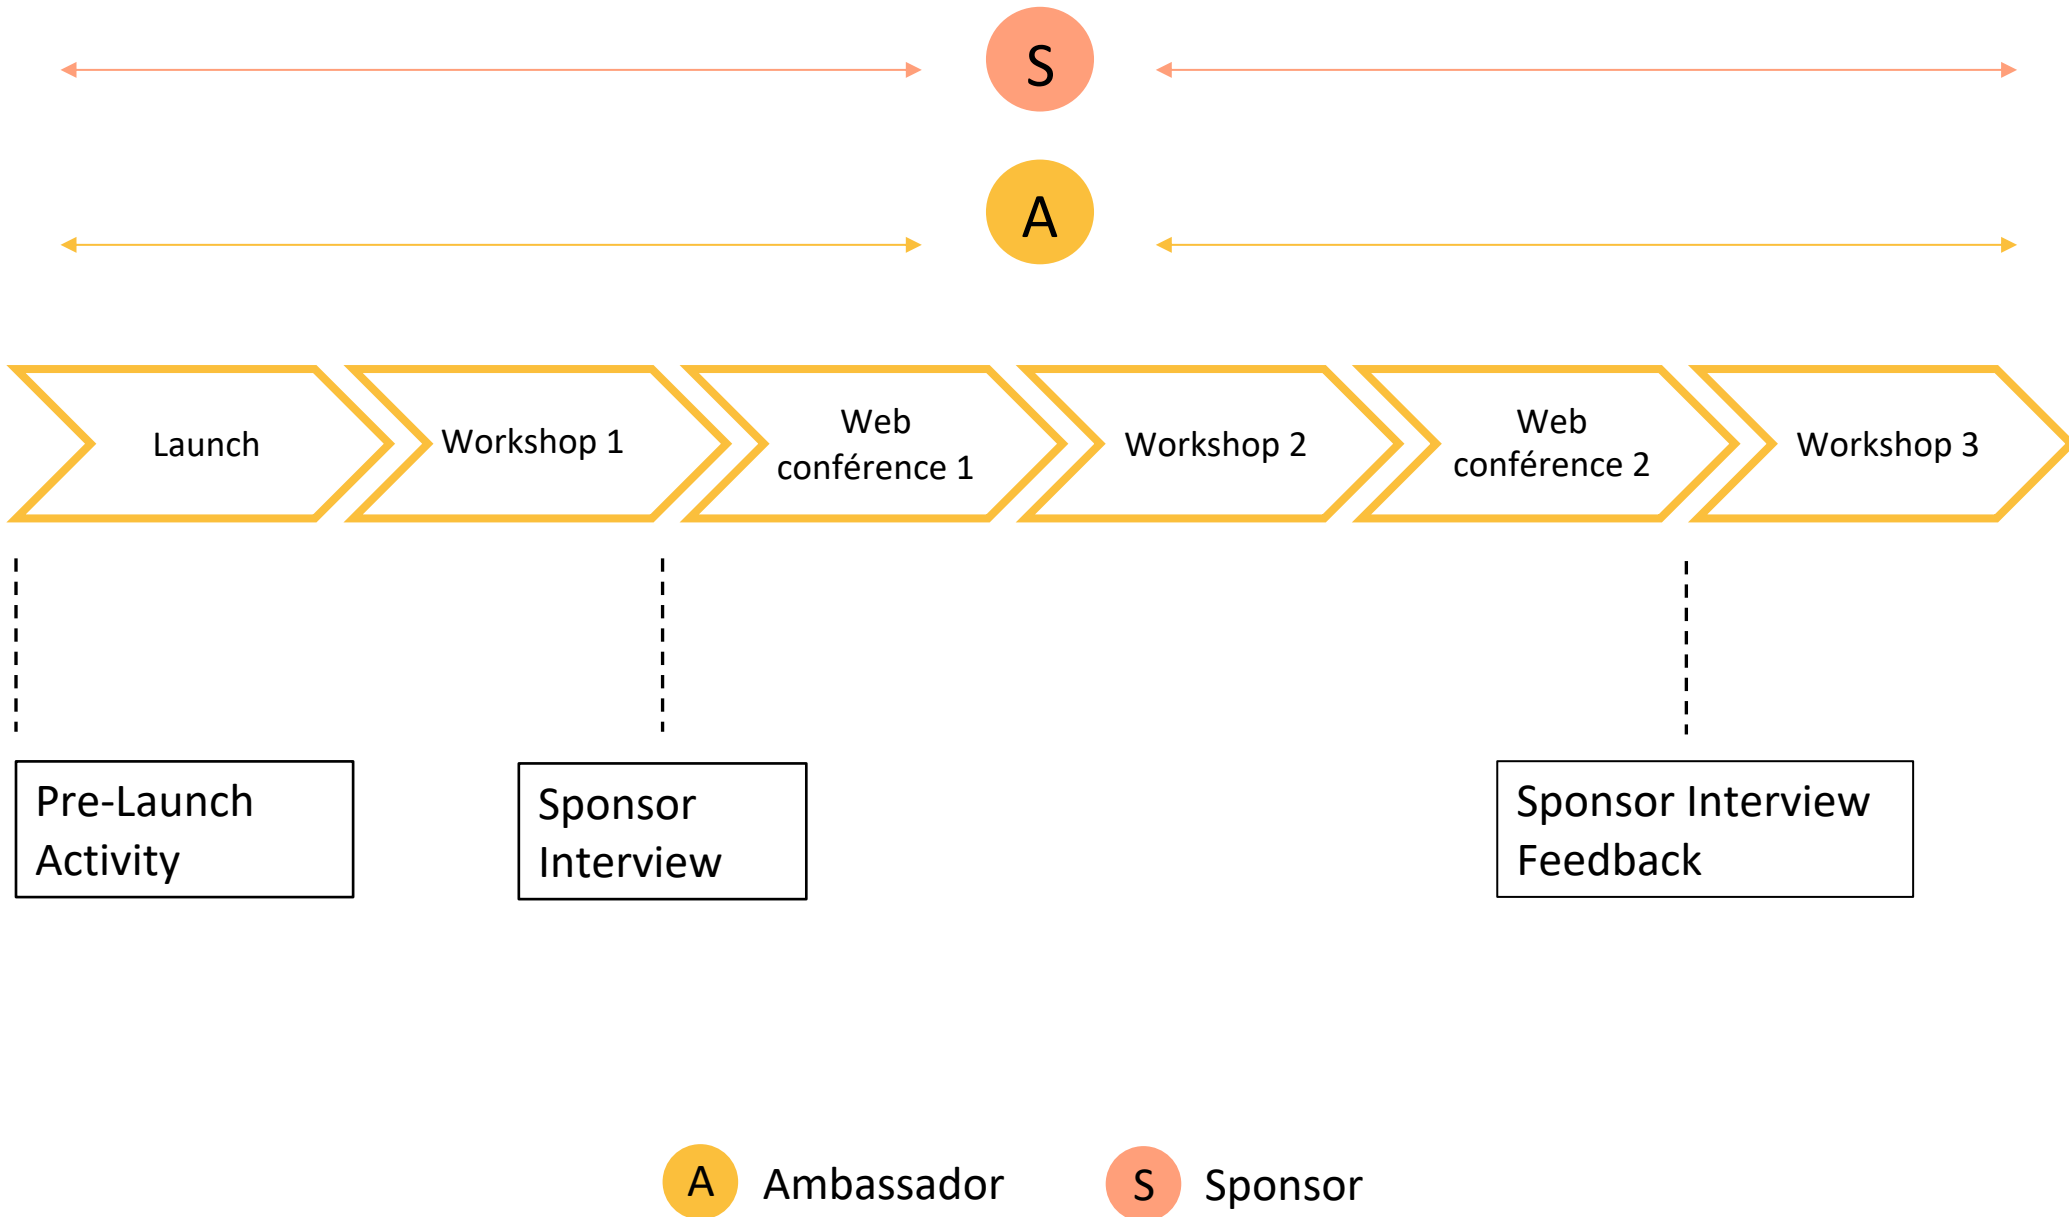 S
A
Launch
Workshop 1
Web
conférence 1
Workshop 2
Web
conférence 2
Workshop 3
Pre-Launch
Activity
Sponsor
Interview
Sponsor Interview
Feedback
A Ambassador
S Sponsor